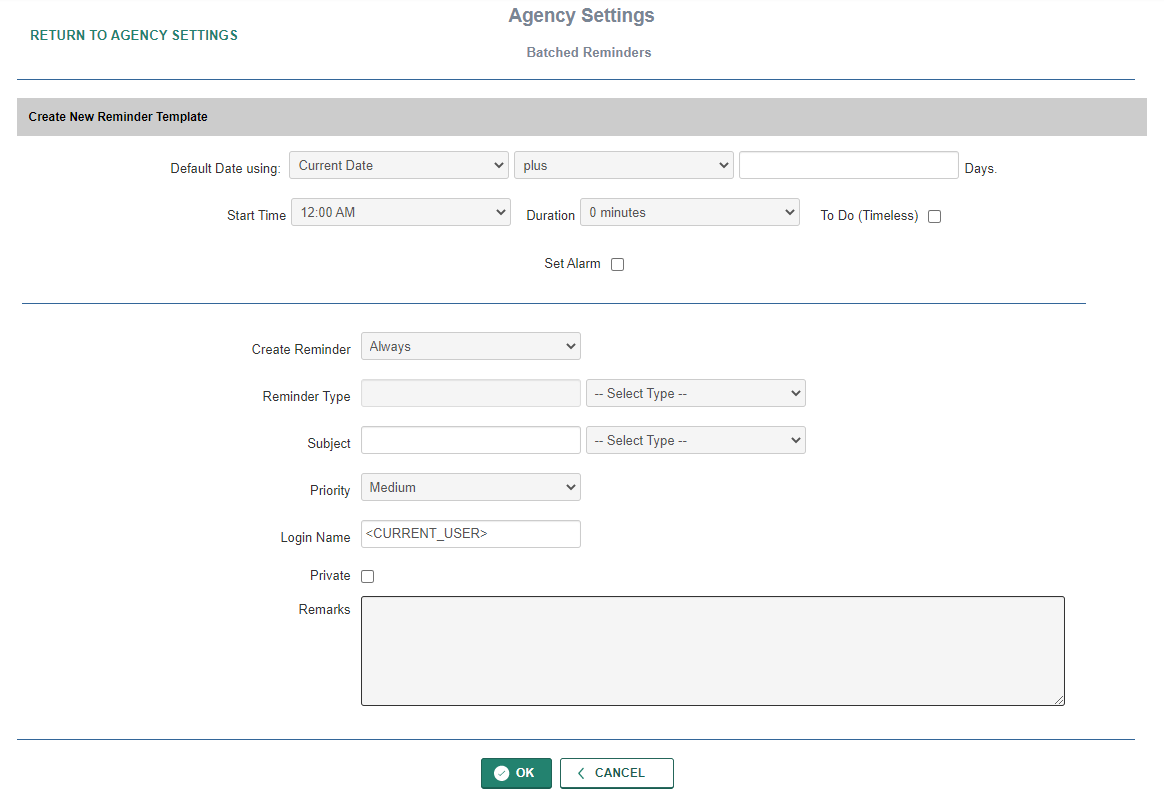 Agency Settings
RETURN TO AGENCY SETTINGS
Batched Reminders
Create New Reminder Template
Default Date using: Current Date plus Days.
Start Time 12:00 AM Duration 0 minutes To Do (Timeless)
Set Alarm
Create Reminder Always
Reminder Type -- Select Type --
Subject -- Select Type --
Priority Medium
Login Name <CURRENT_USER>
Private
Remarks
OK CANCEL